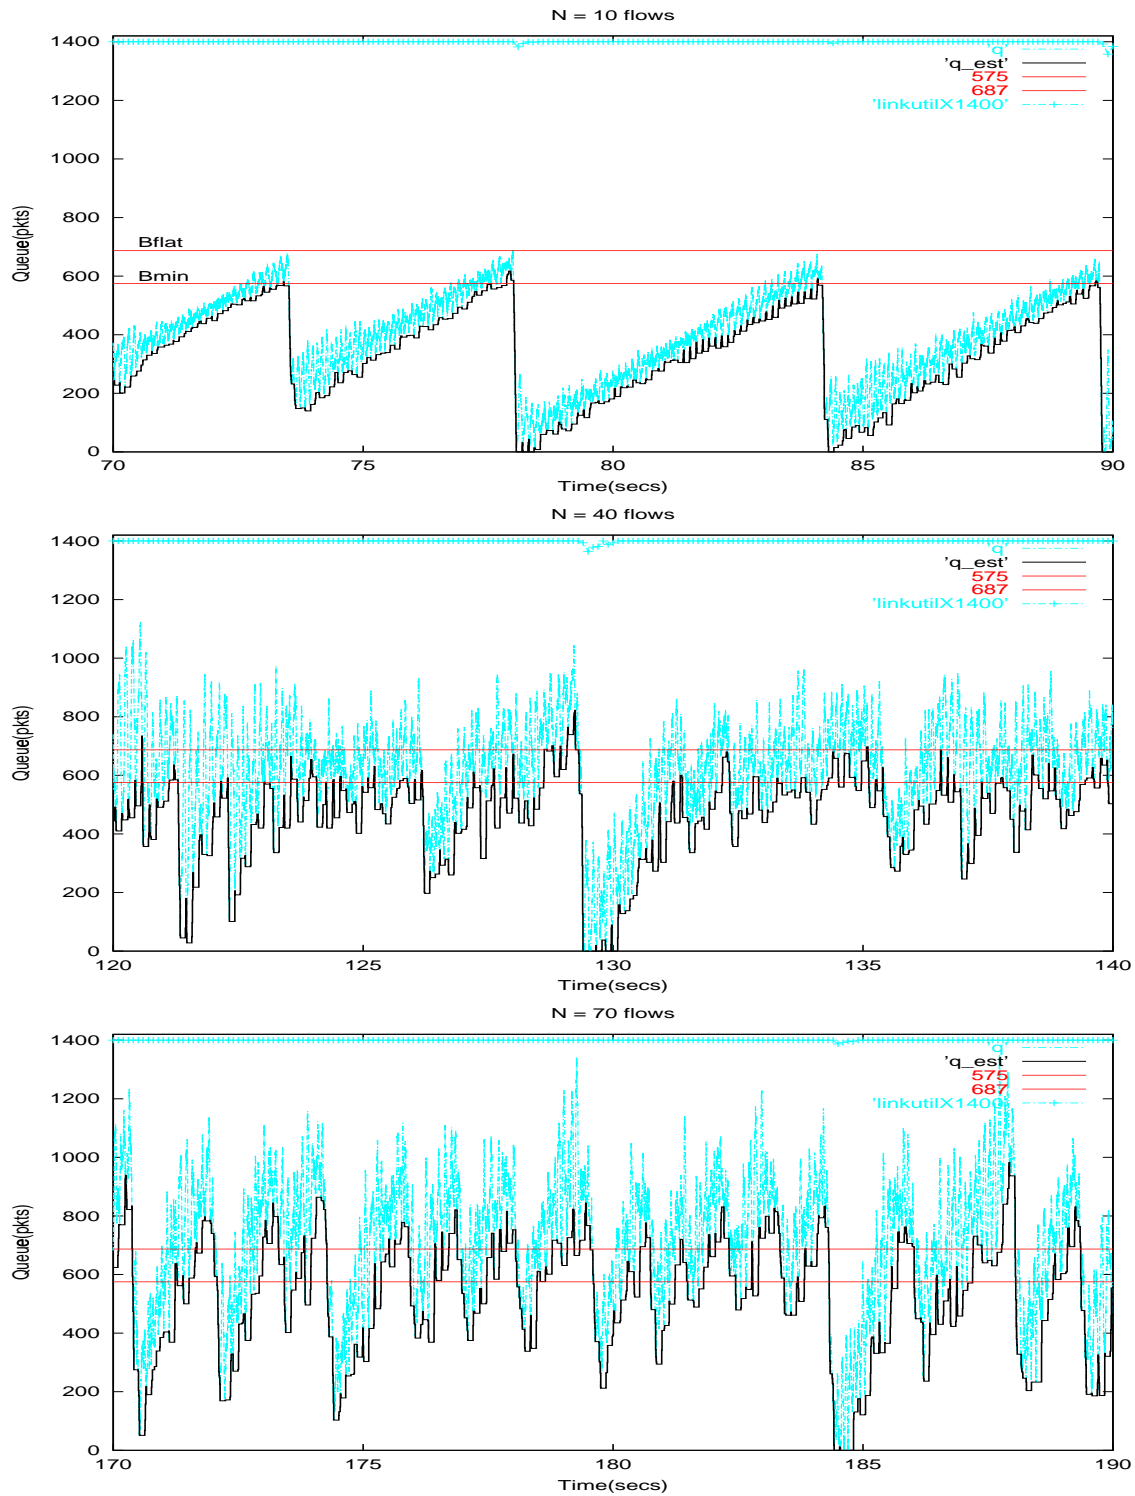 N = 10 flows
'q'
'q_est'
575
687
'linkutilX1400'
1400
1200
1000
800
600
400
200
0
Queue(pkts)
Bflat
Bmin
70
75
80
85
90
Time(secs)
N = 40 flows
'q'
'q_est'
575
687
'linkutilX1400'
1400
1200
1000
800
600
400
200
0
Queue(pkts)
120
125
130
135
140
Time(secs)
N = 70 flows
'q'
'q_est'
575
687
'linkutilX1400'
1400
1200
1000
800
600
400
200
0
Queue(pkts)
170
175
180
185
190
Time(secs)